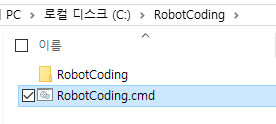 PC > 로컬 디스크 (C:) > RobotCoding >
이름
RobotCoding
RobotCoding.cmd